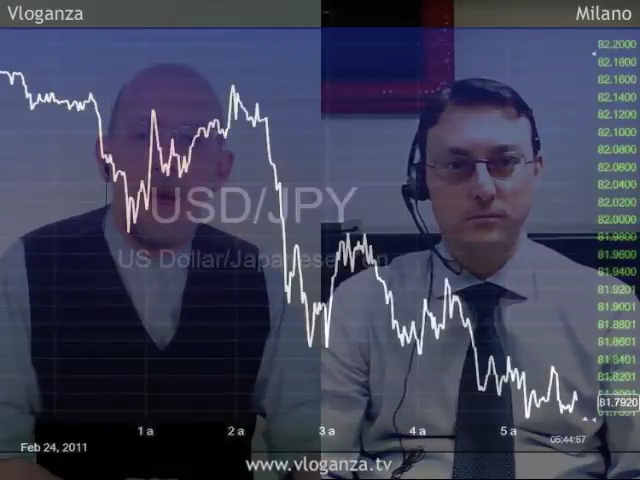 Vloganza
Milano
82.2000
82.1800
82.1600
82.1400
82.1200
82.1000
82.0800
82.0600
82.0400
82.0200
82.0000
81.9800
81.9600
81.9400
81.9201
81.9001
81.8801
81.8601
81.8401
81.8201
81.7920
USD/JPY
US Dollar/Japanese Yen
1 a
2 a
3 a
4 a
5 a
Feb 24, 2011
05:44:57
www.vloganza.tv